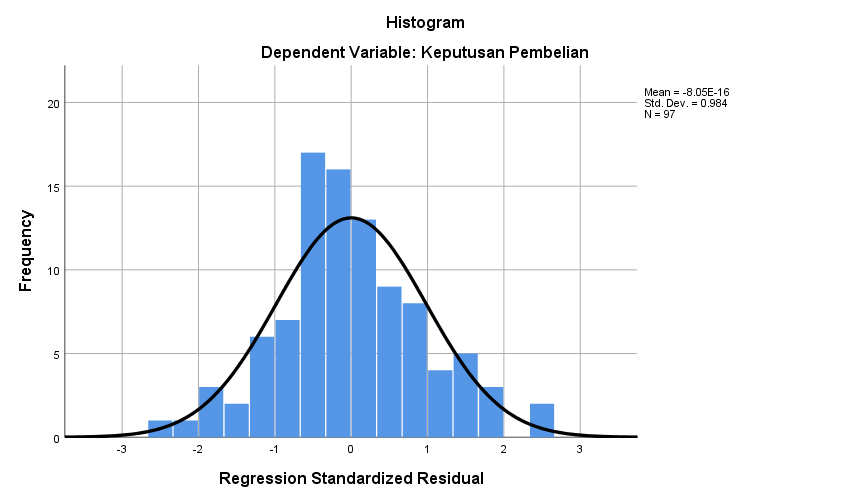 Histogram
Dependent Variable: Keputusan Pembelian
Mean = -8.05E-16
Std. Dev. = 0.984
N = 97
Frequency
20
15
10
5
0
-3 -2 -1 0 1 2 3
Regression Standardized Residual